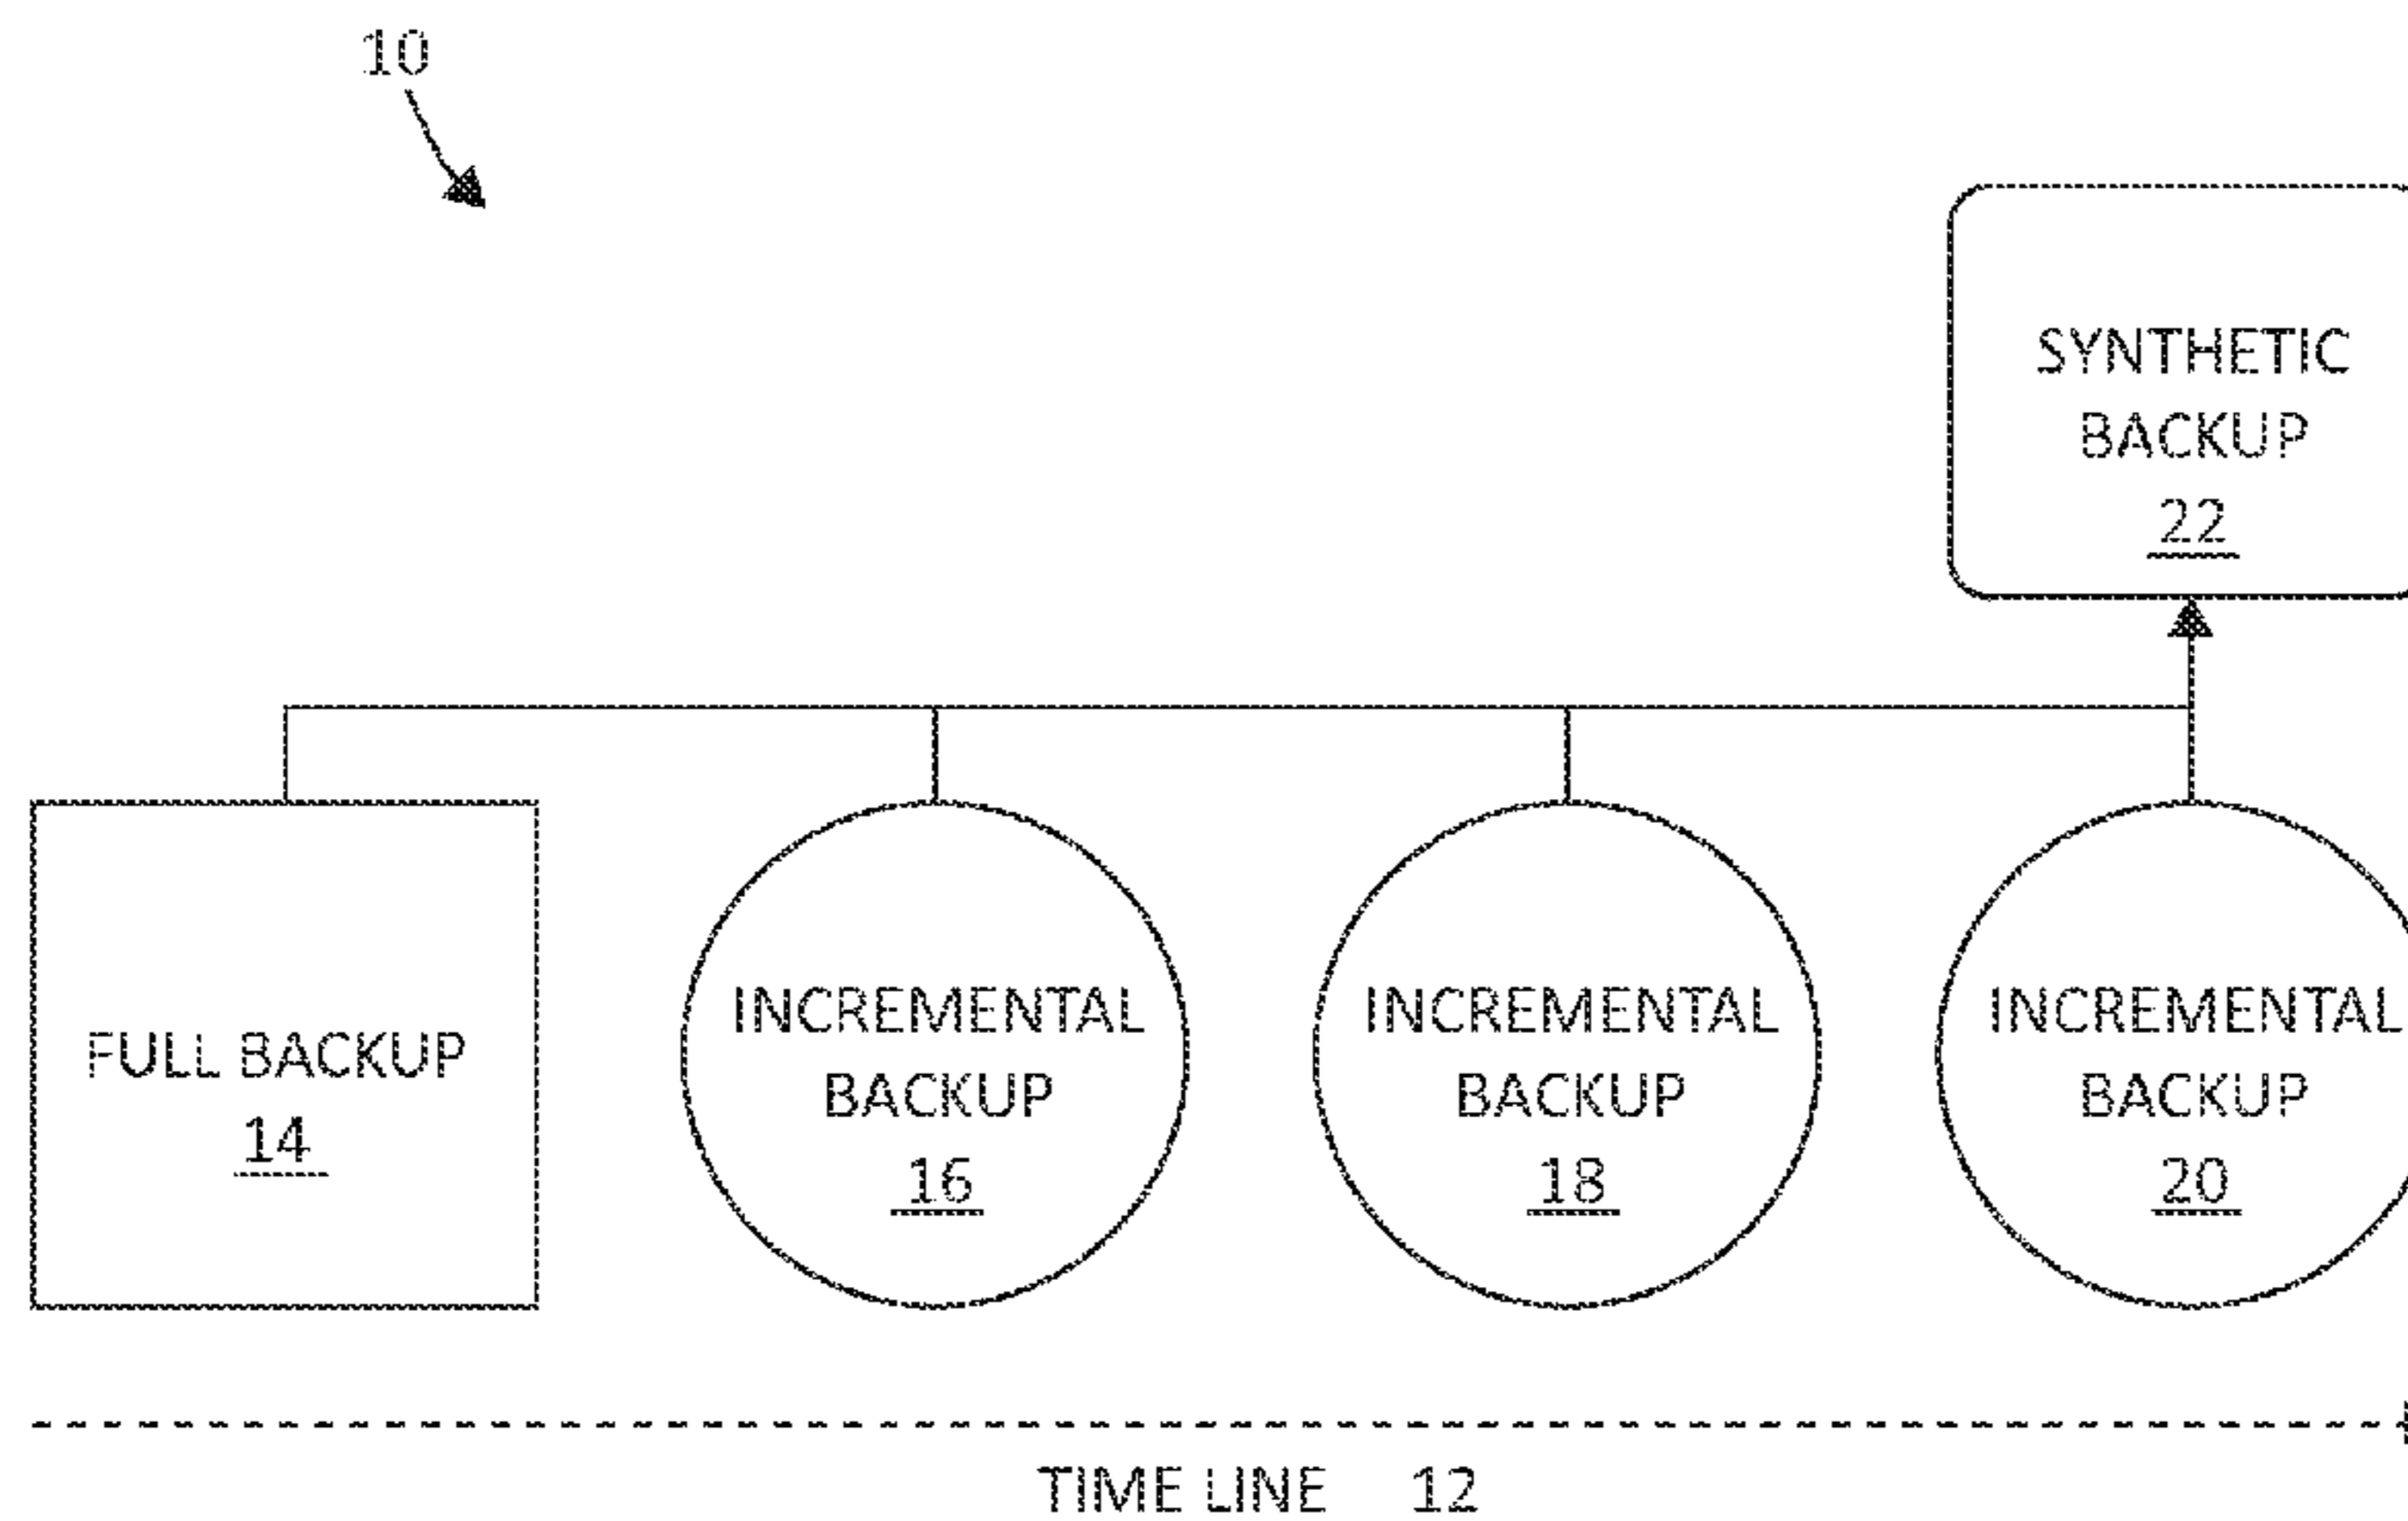 10
SYNTHETIC
BACKUP
22
FULL BACKUP
14
INCREMENTAL
BACKUP
16
INCREMENTAL
BACKUP
18
INCREMENTAL
BACKUP
20
TIME LINE 12